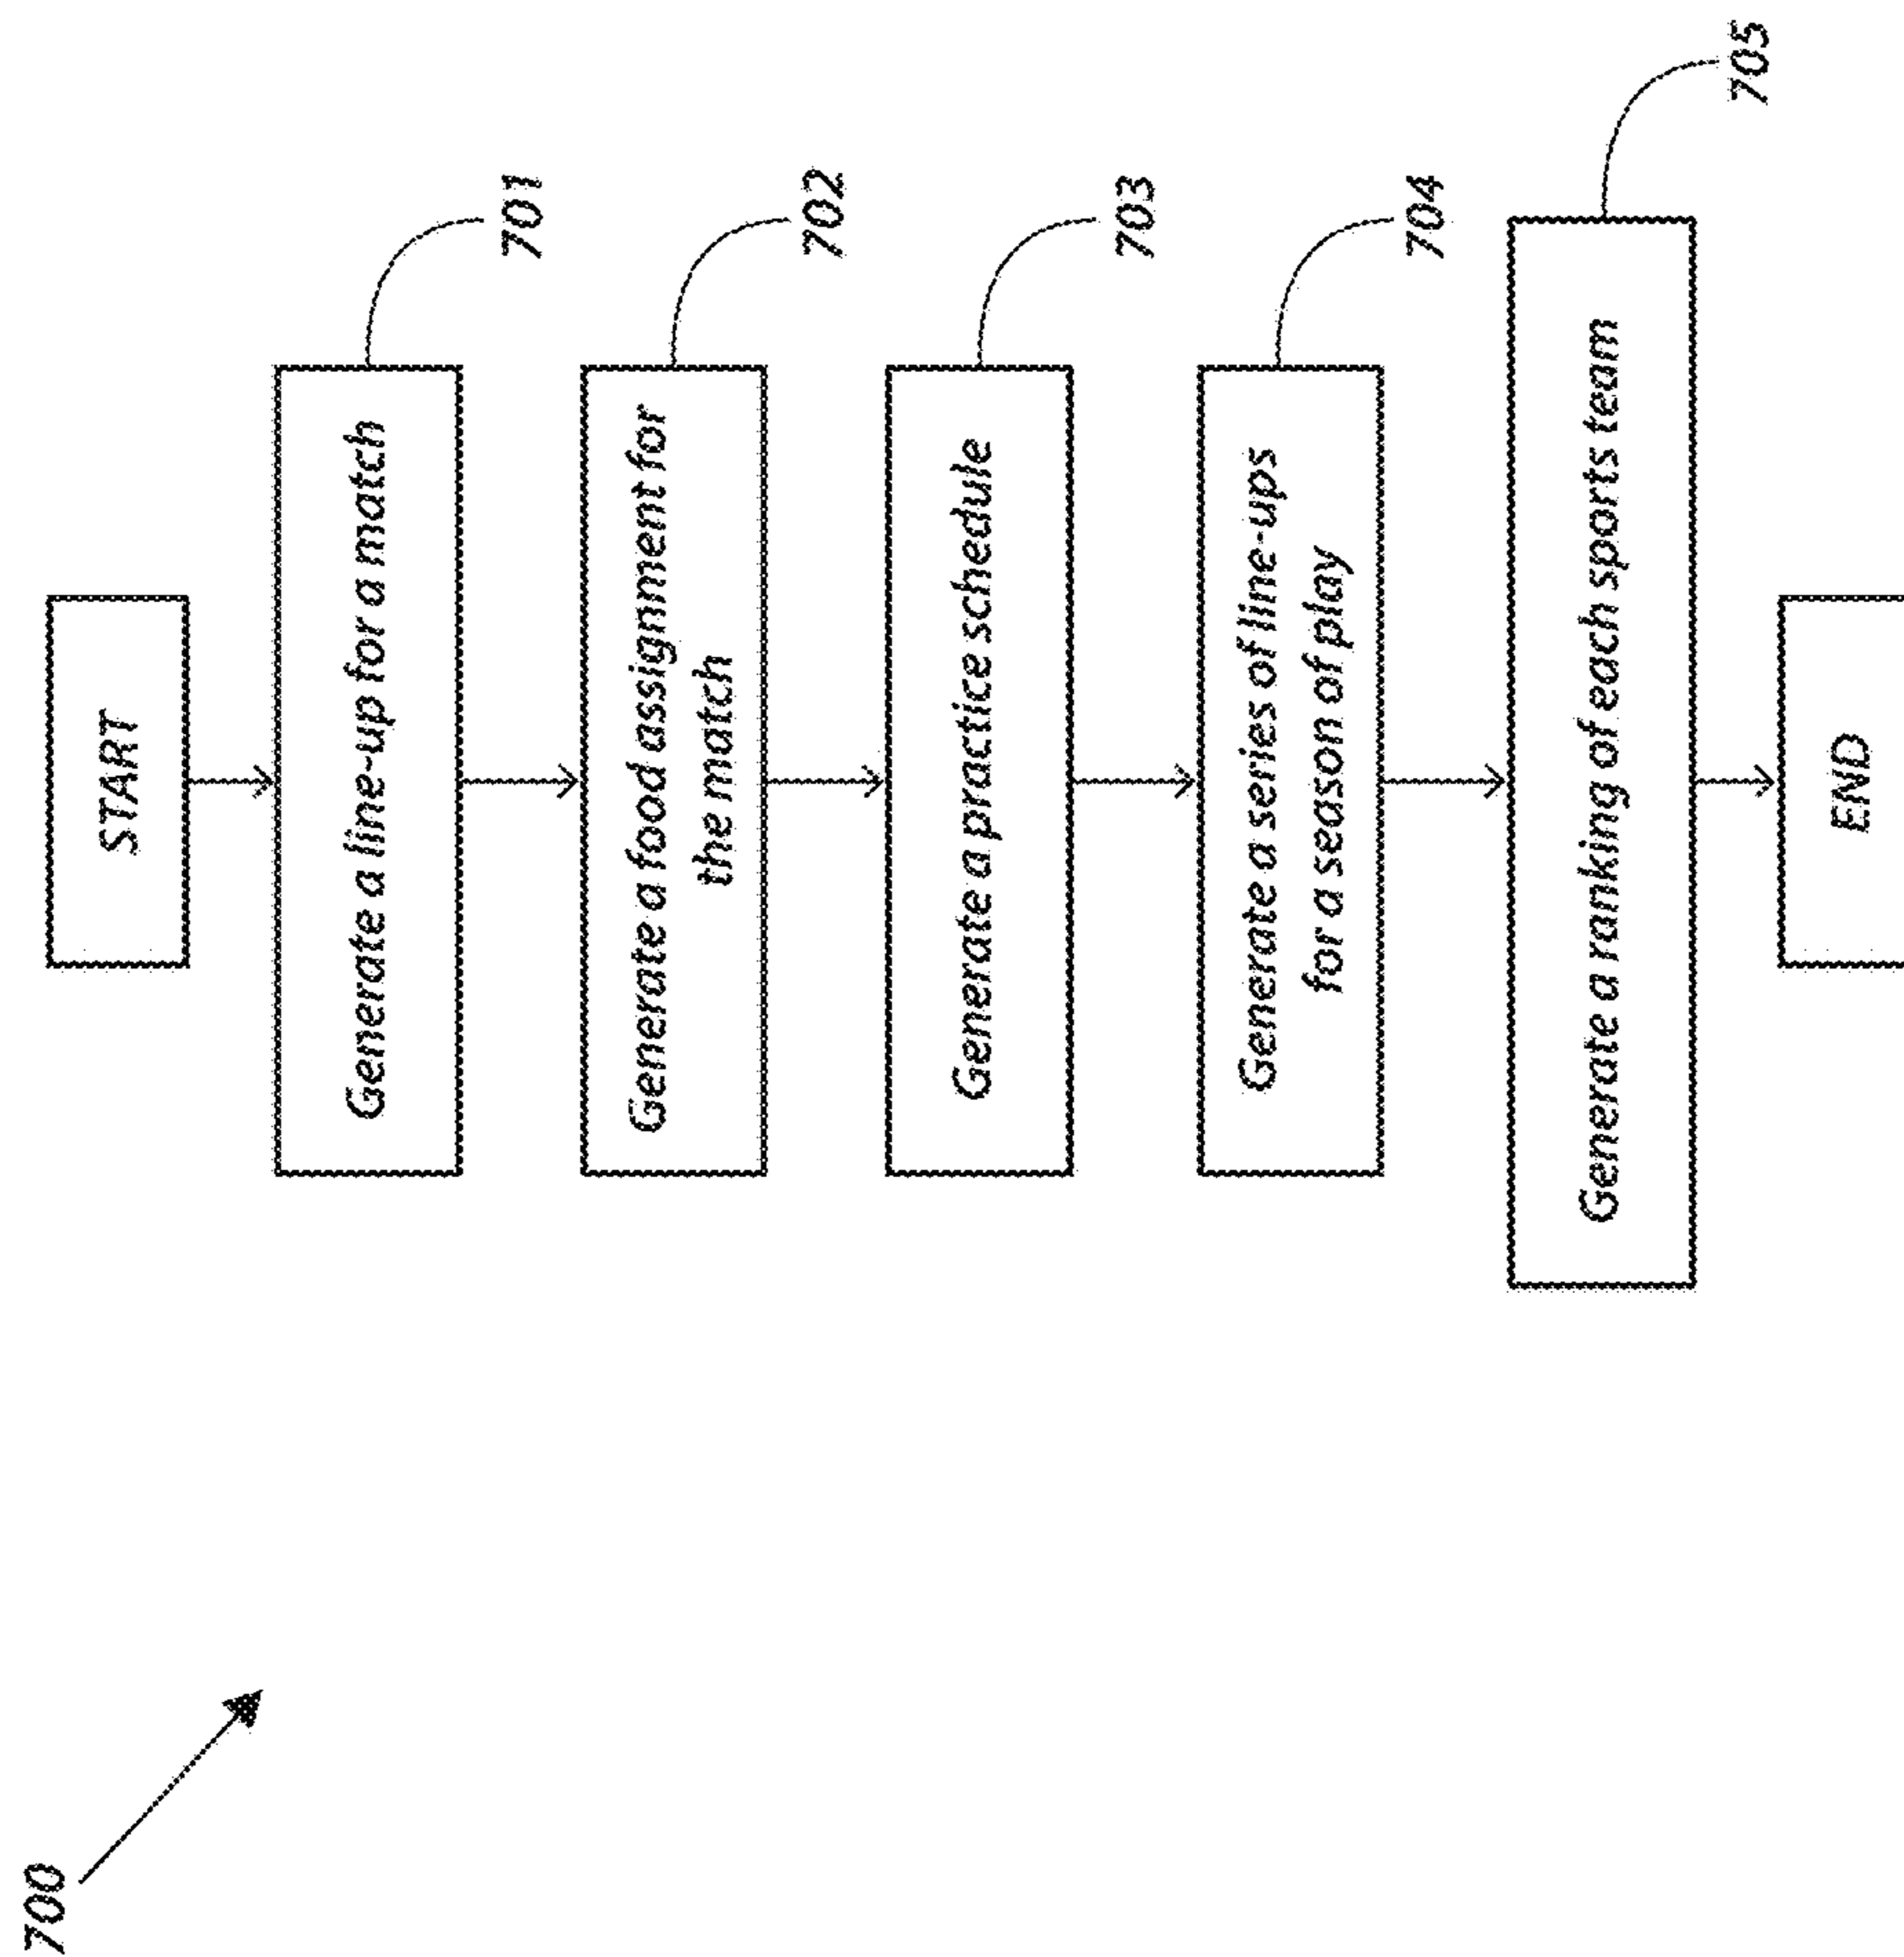 700
START
Generate a line-up for a match
701
Generate a food assignment for
the match
702
Generate a practice schedule
703
Generate a series of line-ups
for a season of play
704
Generate a ranking of each sports team
705
END